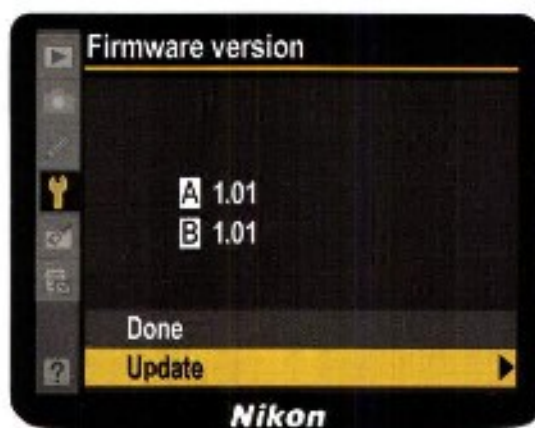 Firmware version
A 1.01
B 1.01
Done
Update
?
Nikon